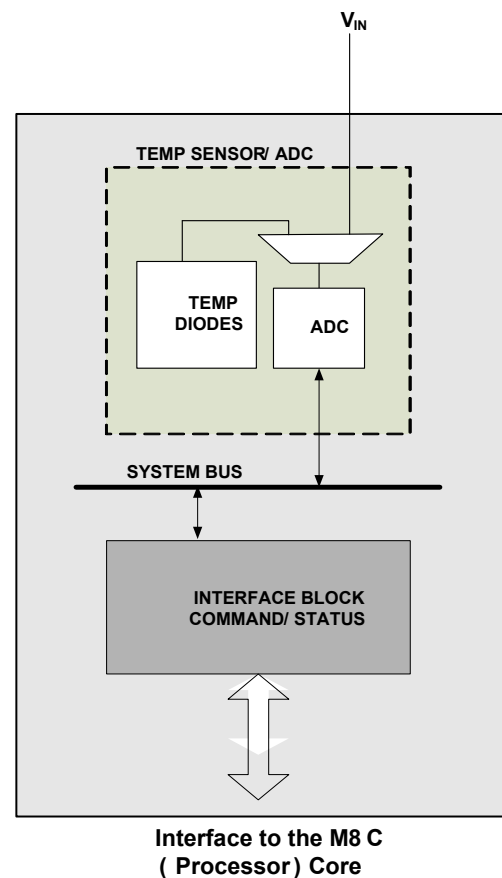 VIN
TEMP SENSOR/ ADC
TEMP
DIODES
ADC
SYSTEM BUS
INTERFACE BLOCK
COMMAND/ STATUS
Interface to the M8 C
( Processor ) Core